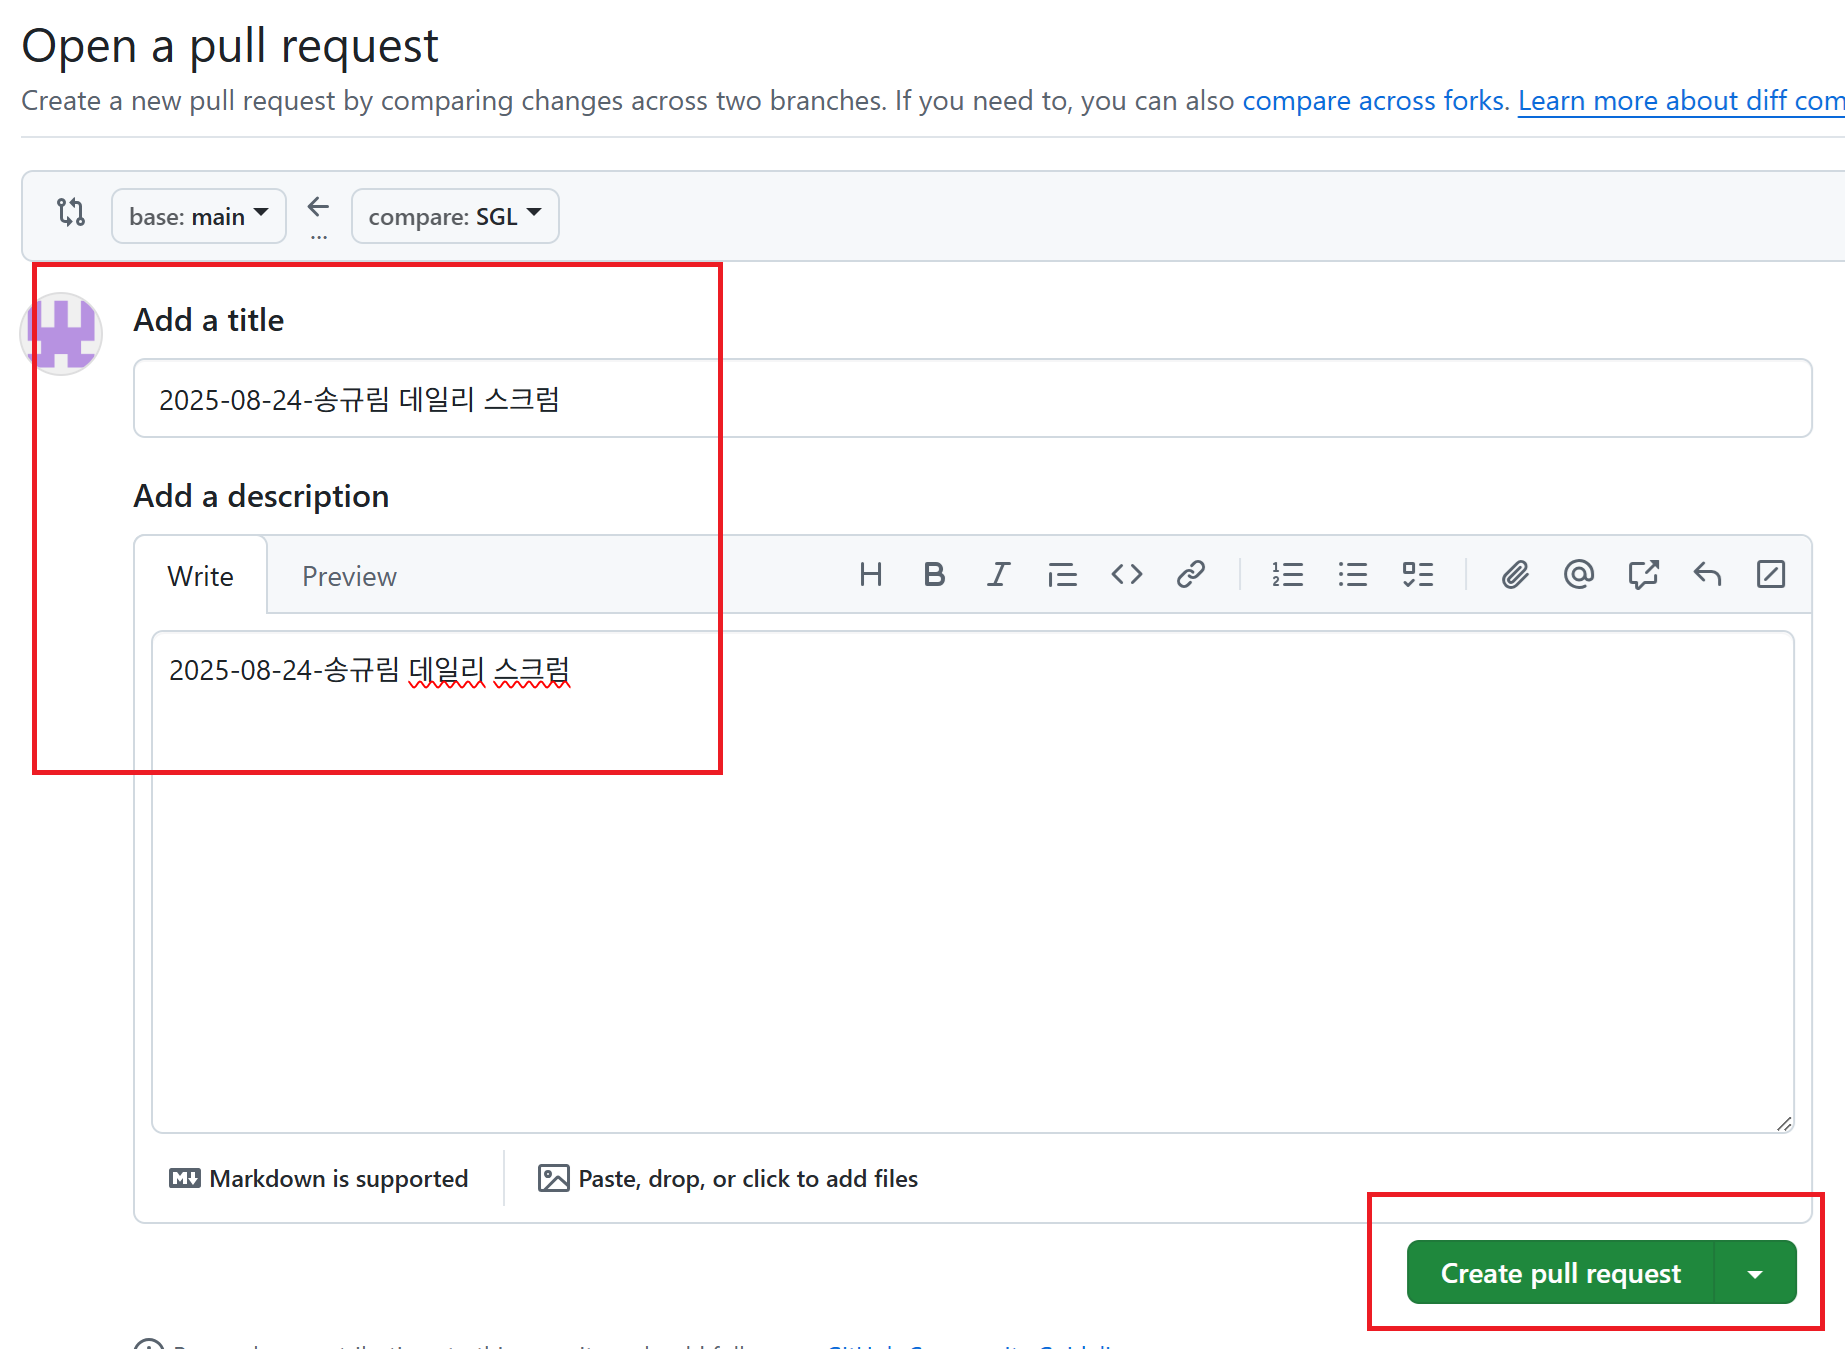 Open a pull request
Create a new pull request by comparing changes across two branches. If you need to, you can also compare across forks. Learn more about diff com
base: main
...
compare: SGL
Add a title
2025-08-24-송규림 데일리 스크럼
Add a description
Write
Preview
2025-08-24-송규림 데일리 스크럼
Markdown is supported
Paste, drop, or click to add files
Create pull request